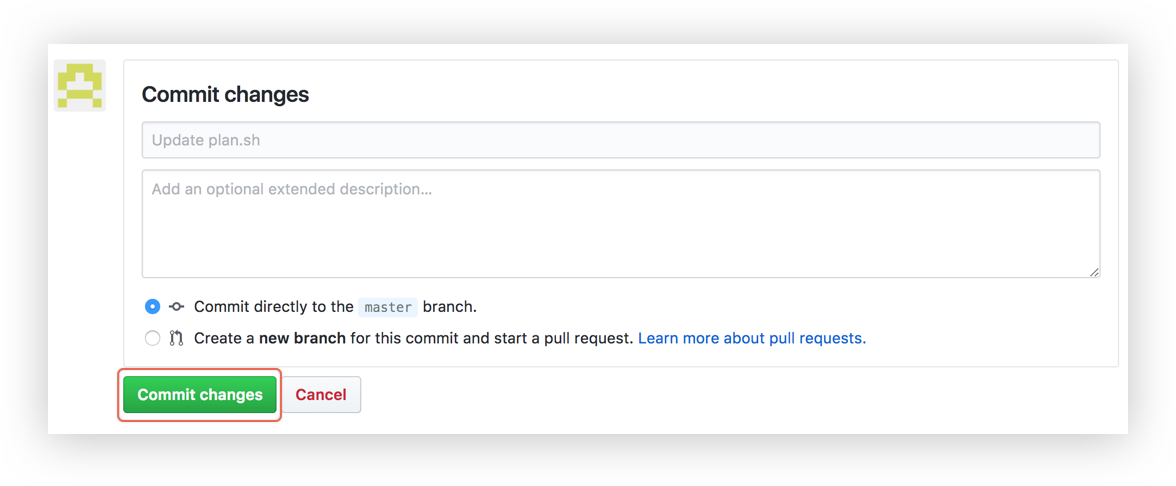 Commit changes
Update plan.sh
Add an optional extended description...
Commit directly to the master branch.
Create a new branch for this commit and start a pull request. Learn more about pull requests.
Commit changes Cancel